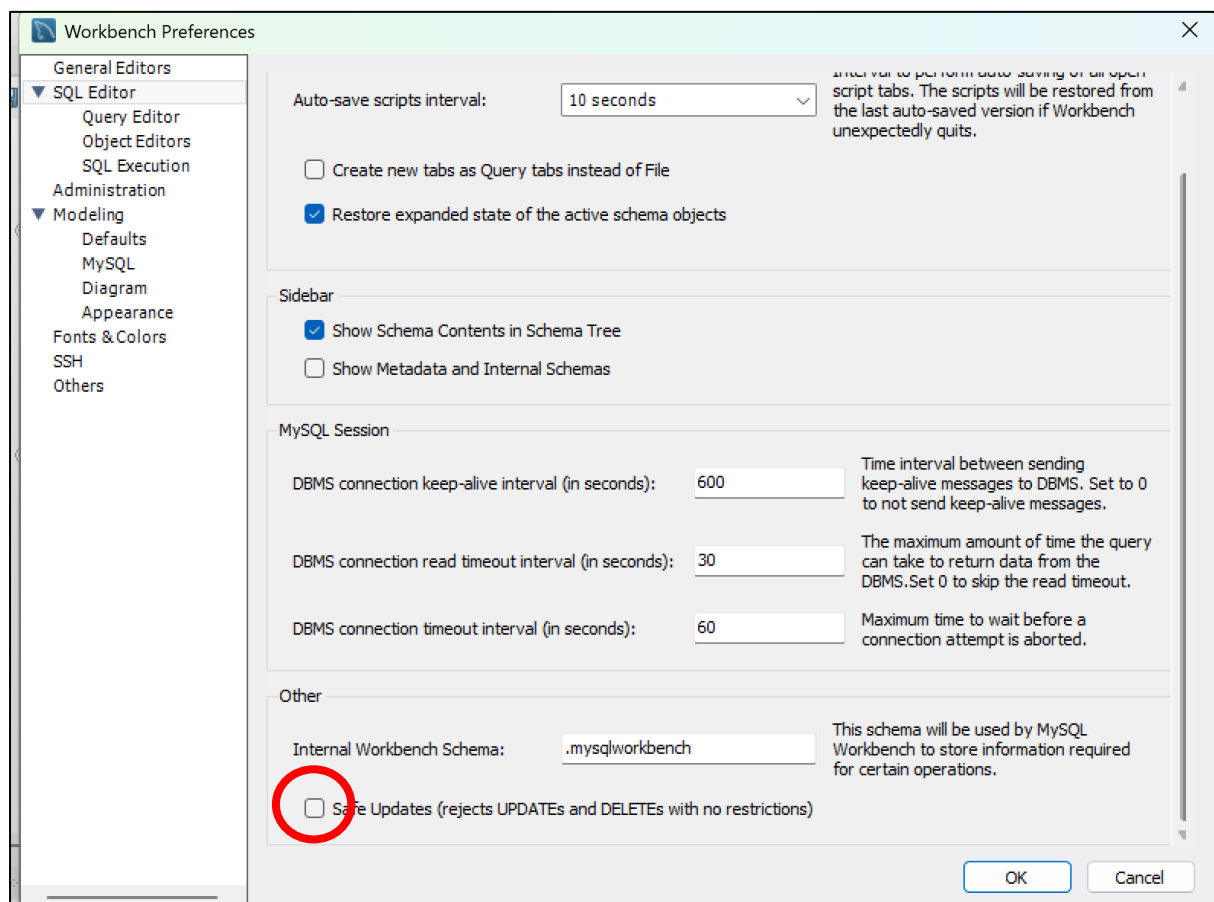 Workbench Preferences
General Editors
SQL Editor
Query Editor
Object Editors
SQL Execution
Administration
Modeling
Defaults
MySQL
Diagram
Appearance
Fonts & Colors
SSH
Others
Auto-save scripts interval:
10 seconds
Interval to perform auto-saving of all open
script tabs. The scripts will be restored from
the last auto-saved version if Workbench
unexpectedly quits.
Create new tabs as Query tabs instead of File
Restore expanded state of the active schema objects
Sidebar
Show Schema Contents in Schema Tree
Show Metadata and Internal Schemas
MySQL Session
DBMS connection keep-alive interval (in seconds):
600
Time interval between sending
keep-alive messages to DBMS. Set to 0
to not send keep-alive messages.
DBMS connection read timeout interval (in seconds):
30
The maximum amount of time the query
can take to return data from the
DBMS.Set 0 to skip the read timeout.
DBMS connection timeout interval (in seconds):
60
Maximum time to wait before a
connection attempt is aborted.
Other
Internal Workbench Schema:
.mysqlworkbench
This schema will be used by MySQL
Workbench to store information required
for certain operations.
Safe Updates (rejects UPDATEs and DELETEs with no restrictions)
OK
Cancel